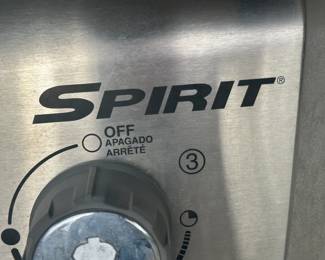 SPIRIT®
OFF
APAGADO
ARRÊTÉ
3